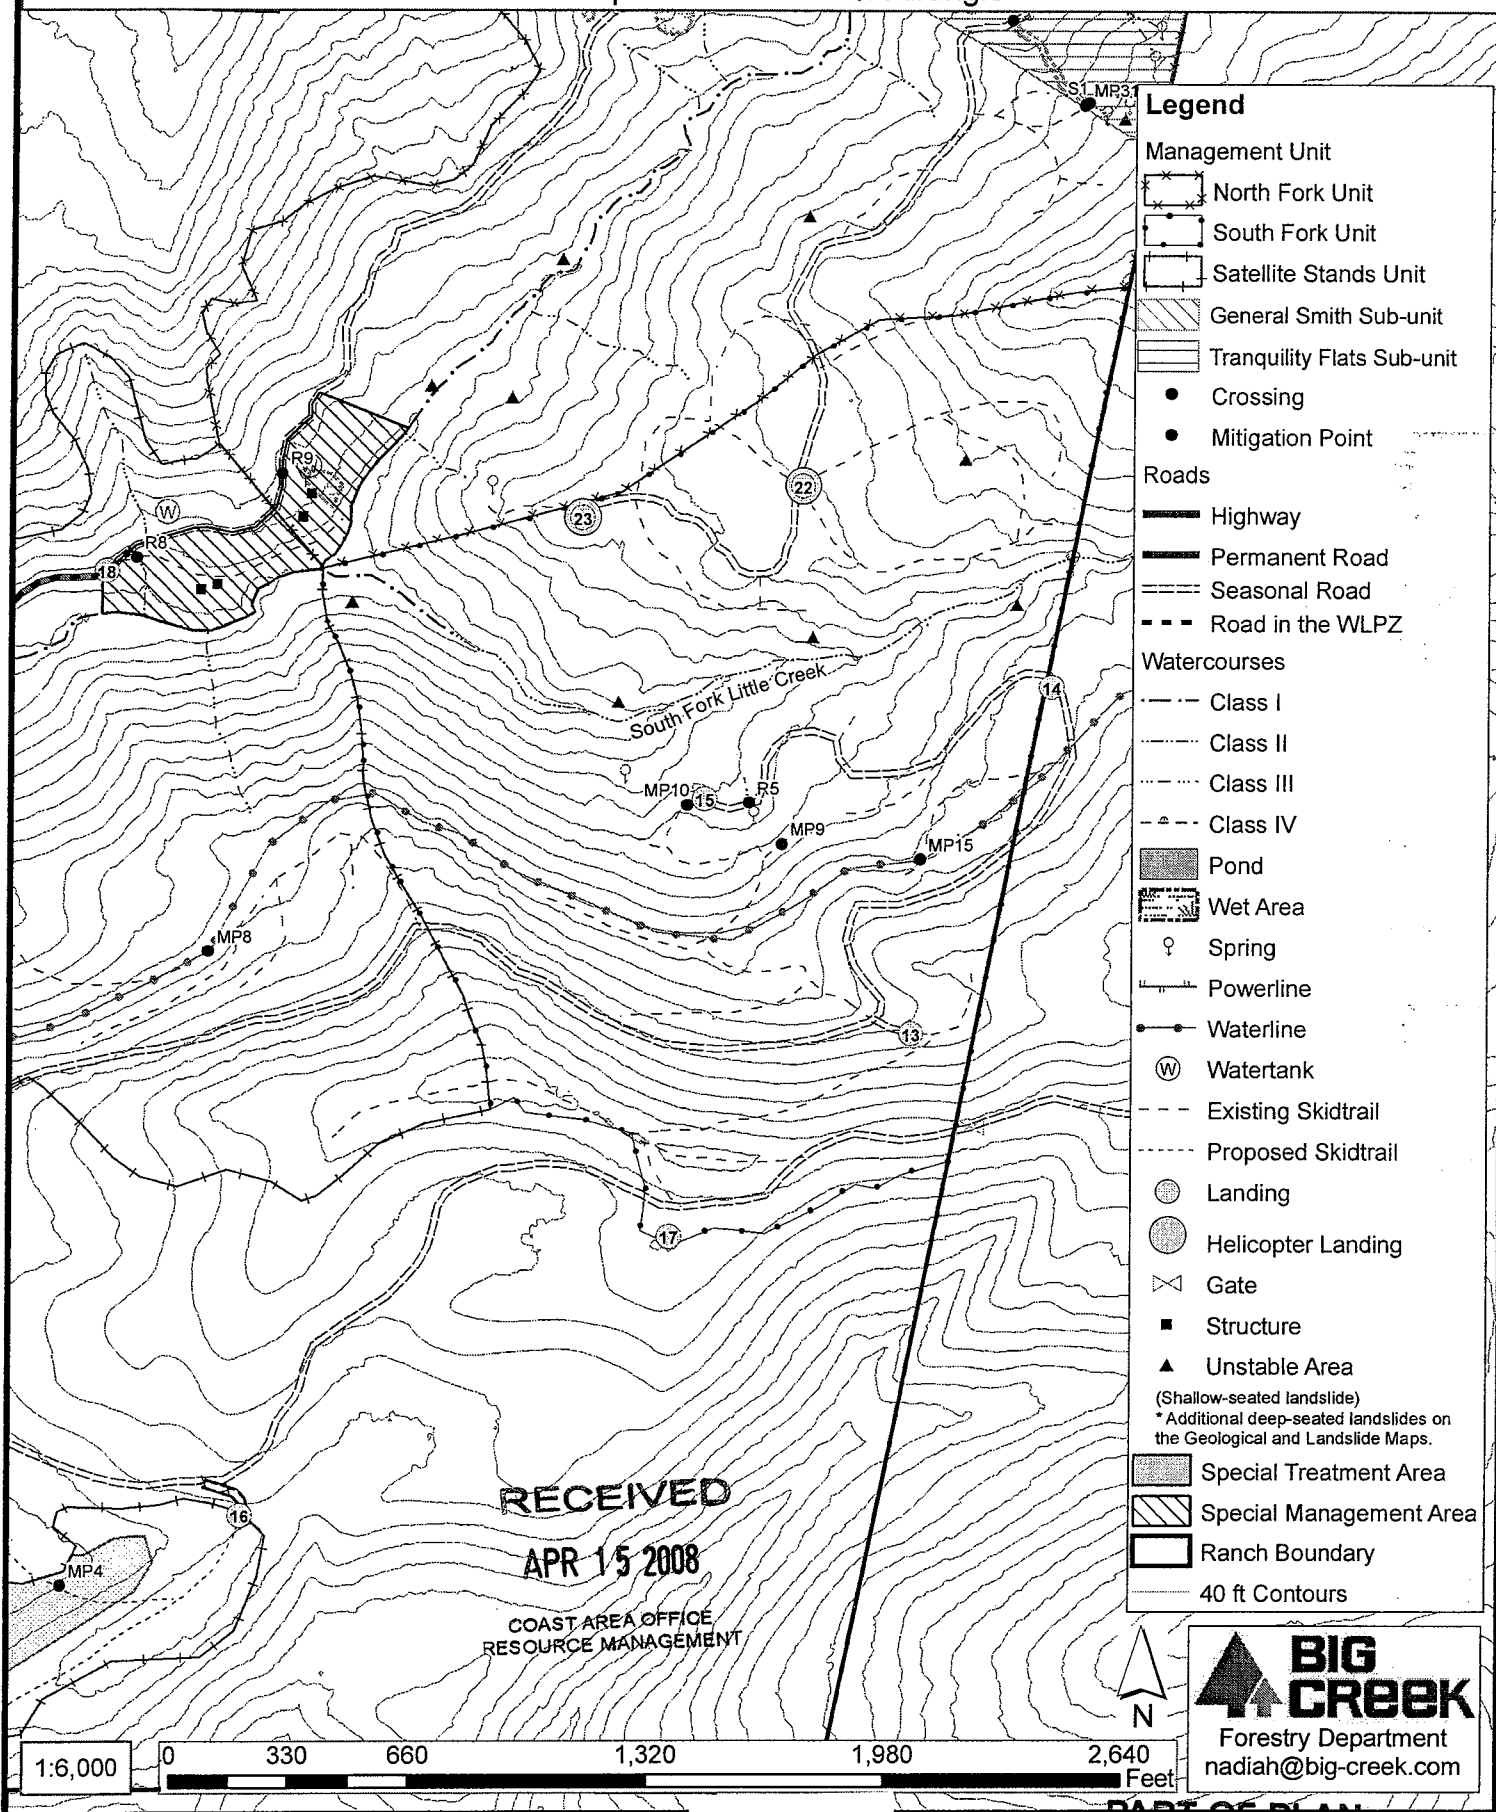 S1 MP31
Legend
Management Unit
North Fork Unit
South Fork Unit
Satellite Stands Unit
General Smith Sub-unit
Tranquility Flats Sub-unit
Crossing
Mitigation Point
Roads
Highway
Permanent Road
Seasonal Road
Road in the WLPZ
Watercourses
Class I
Class II
Class III
Class IV
Pond
Wet Area
Spring
Powerline
Waterline
W Watertank
Existing Skidtrail
Proposed Skidtrail
Landing
Helicopter Landing
Gate
Structure
Unstable Area
(Shallow-seated landslide)
* Additional deep-seated landslides on
the Geological and Landslide Maps.
Special Treatment Area
Special Management Area
Ranch Boundary
40 ft Contours
R9
W
R8
18
22
23
South Fork Little Creek
14
MP10
15
R5
MP9
MP15
MP8
13
17
16
MP4
RECEIVED
APR 15 2008
COAST AREA OFFICE
RESOURCE MANAGEMENT
N
BIG
CREEK
Forestry Department
nadiah@big-creek.com
1:6,000
0 330 660 1,320 1,980 2,640
Feet
PART OF PLAN